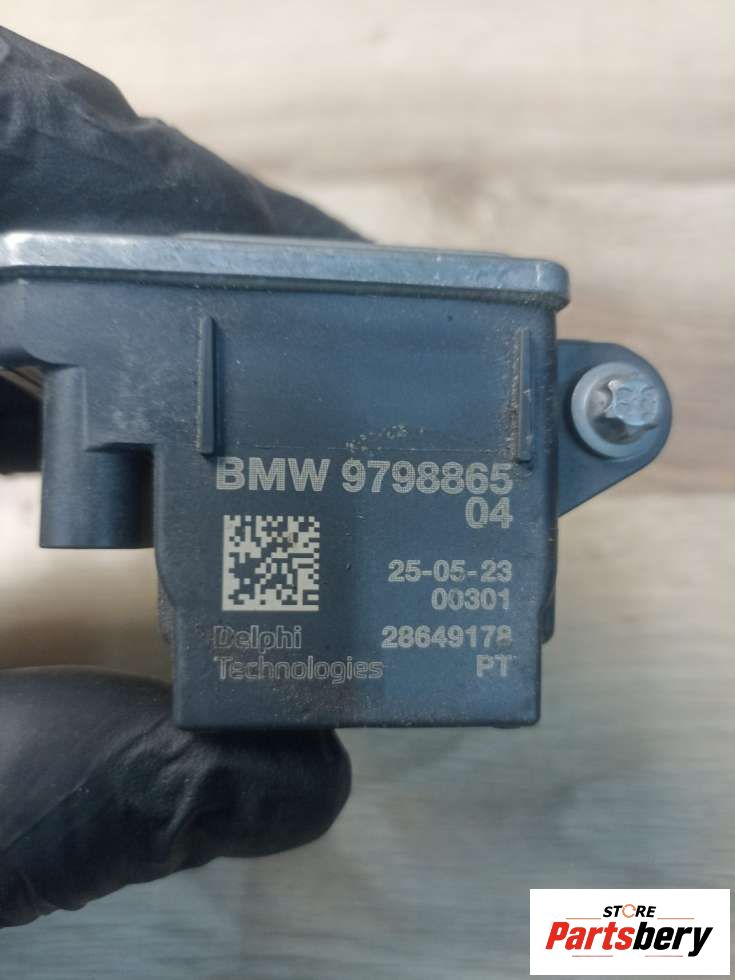 BMW 9798865
04
25-05-23
00301
Delphi
Technologies
28649178
PT
STORE
Partsbery